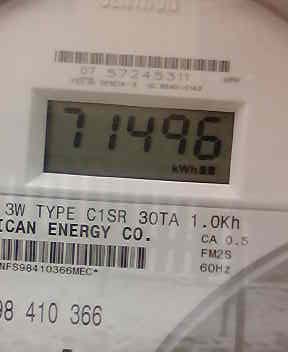 07 57245311
71496
kWh
3W TYPE C1SR 30TA 1.0Kh
ICAN ENERGY CO.
CA 0.5
FM2S
60Hz
NFS98410366MEC*
98 410 366